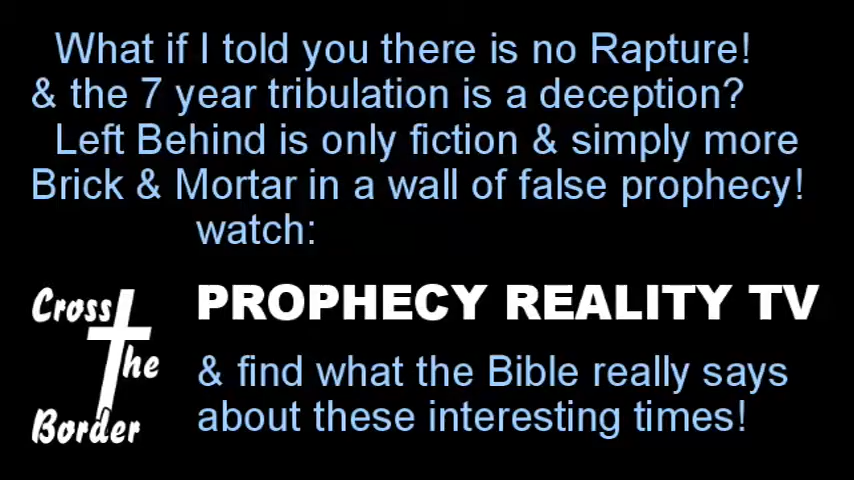 What if I told you there is no Rapture!
& the 7 year tribulation is a deception?
Left Behind is only fiction & simply more
Brick & Mortar in a wall of false prophecy!
watch:
PROPHECY REALITY TV
Cross
The
Border
& find what the Bible really says
about these interesting times!